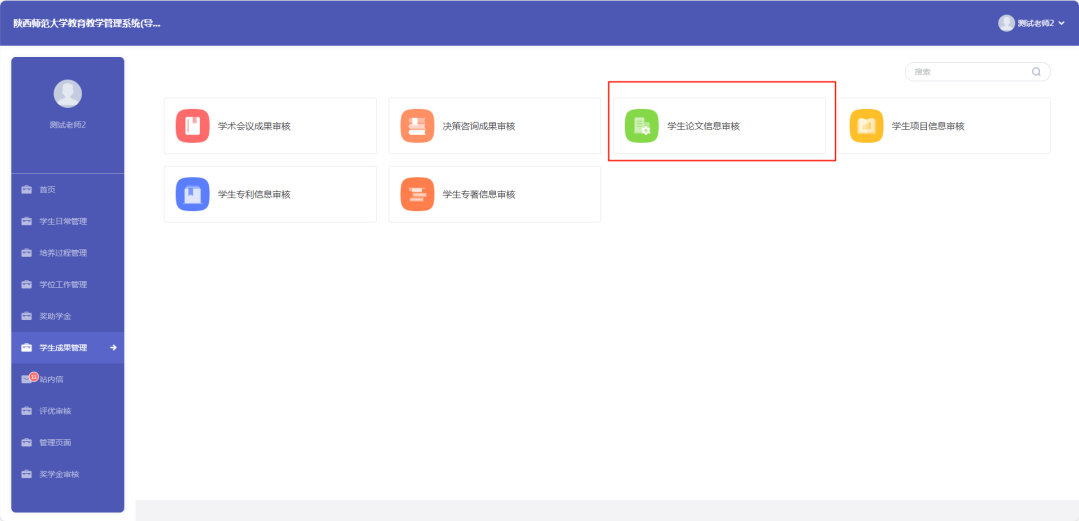 陕西师范大学教育教学管理系统(导...
测试老师2
搜索
测试老师2
学术会议成果审核
决策咨询成果审核
学生论文信息审核
学生项目信息审核
学生专利信息审核
学生专著信息审核
首页
学生日常管理
培养过程管理
学位工作管理
奖助学金
学生成果管理
站内信
评优审核
管理页面
奖学金审核